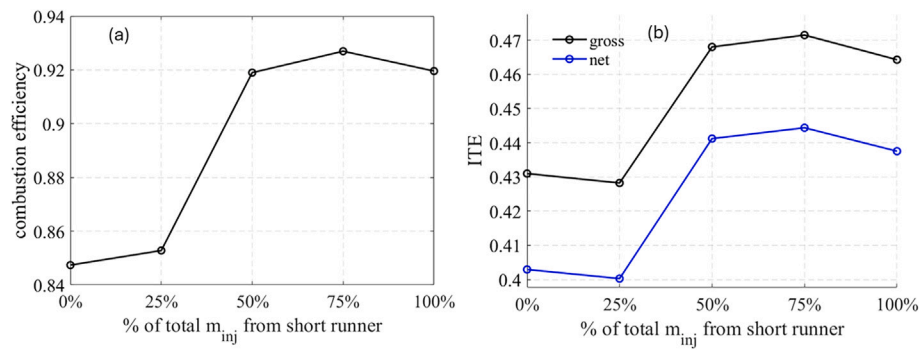 (a)
combustion efficiency
0.94
0.92
0.9
0.88
0.86
0.84
0% 25% 50% 75% 100%
% of total m_inj from short runner
(b)
gross
net
ITE
0.47
0.46
0.45
0.44
0.43
0.42
0.41
0.4
0% 25% 50% 75% 100%
% of total m_inj from short runner